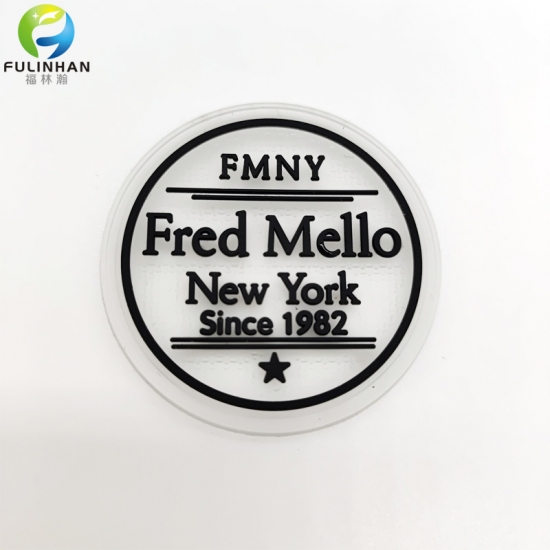 FULINHAN
福林瀚
FMNY
Fred Mello
New York
Since 1982